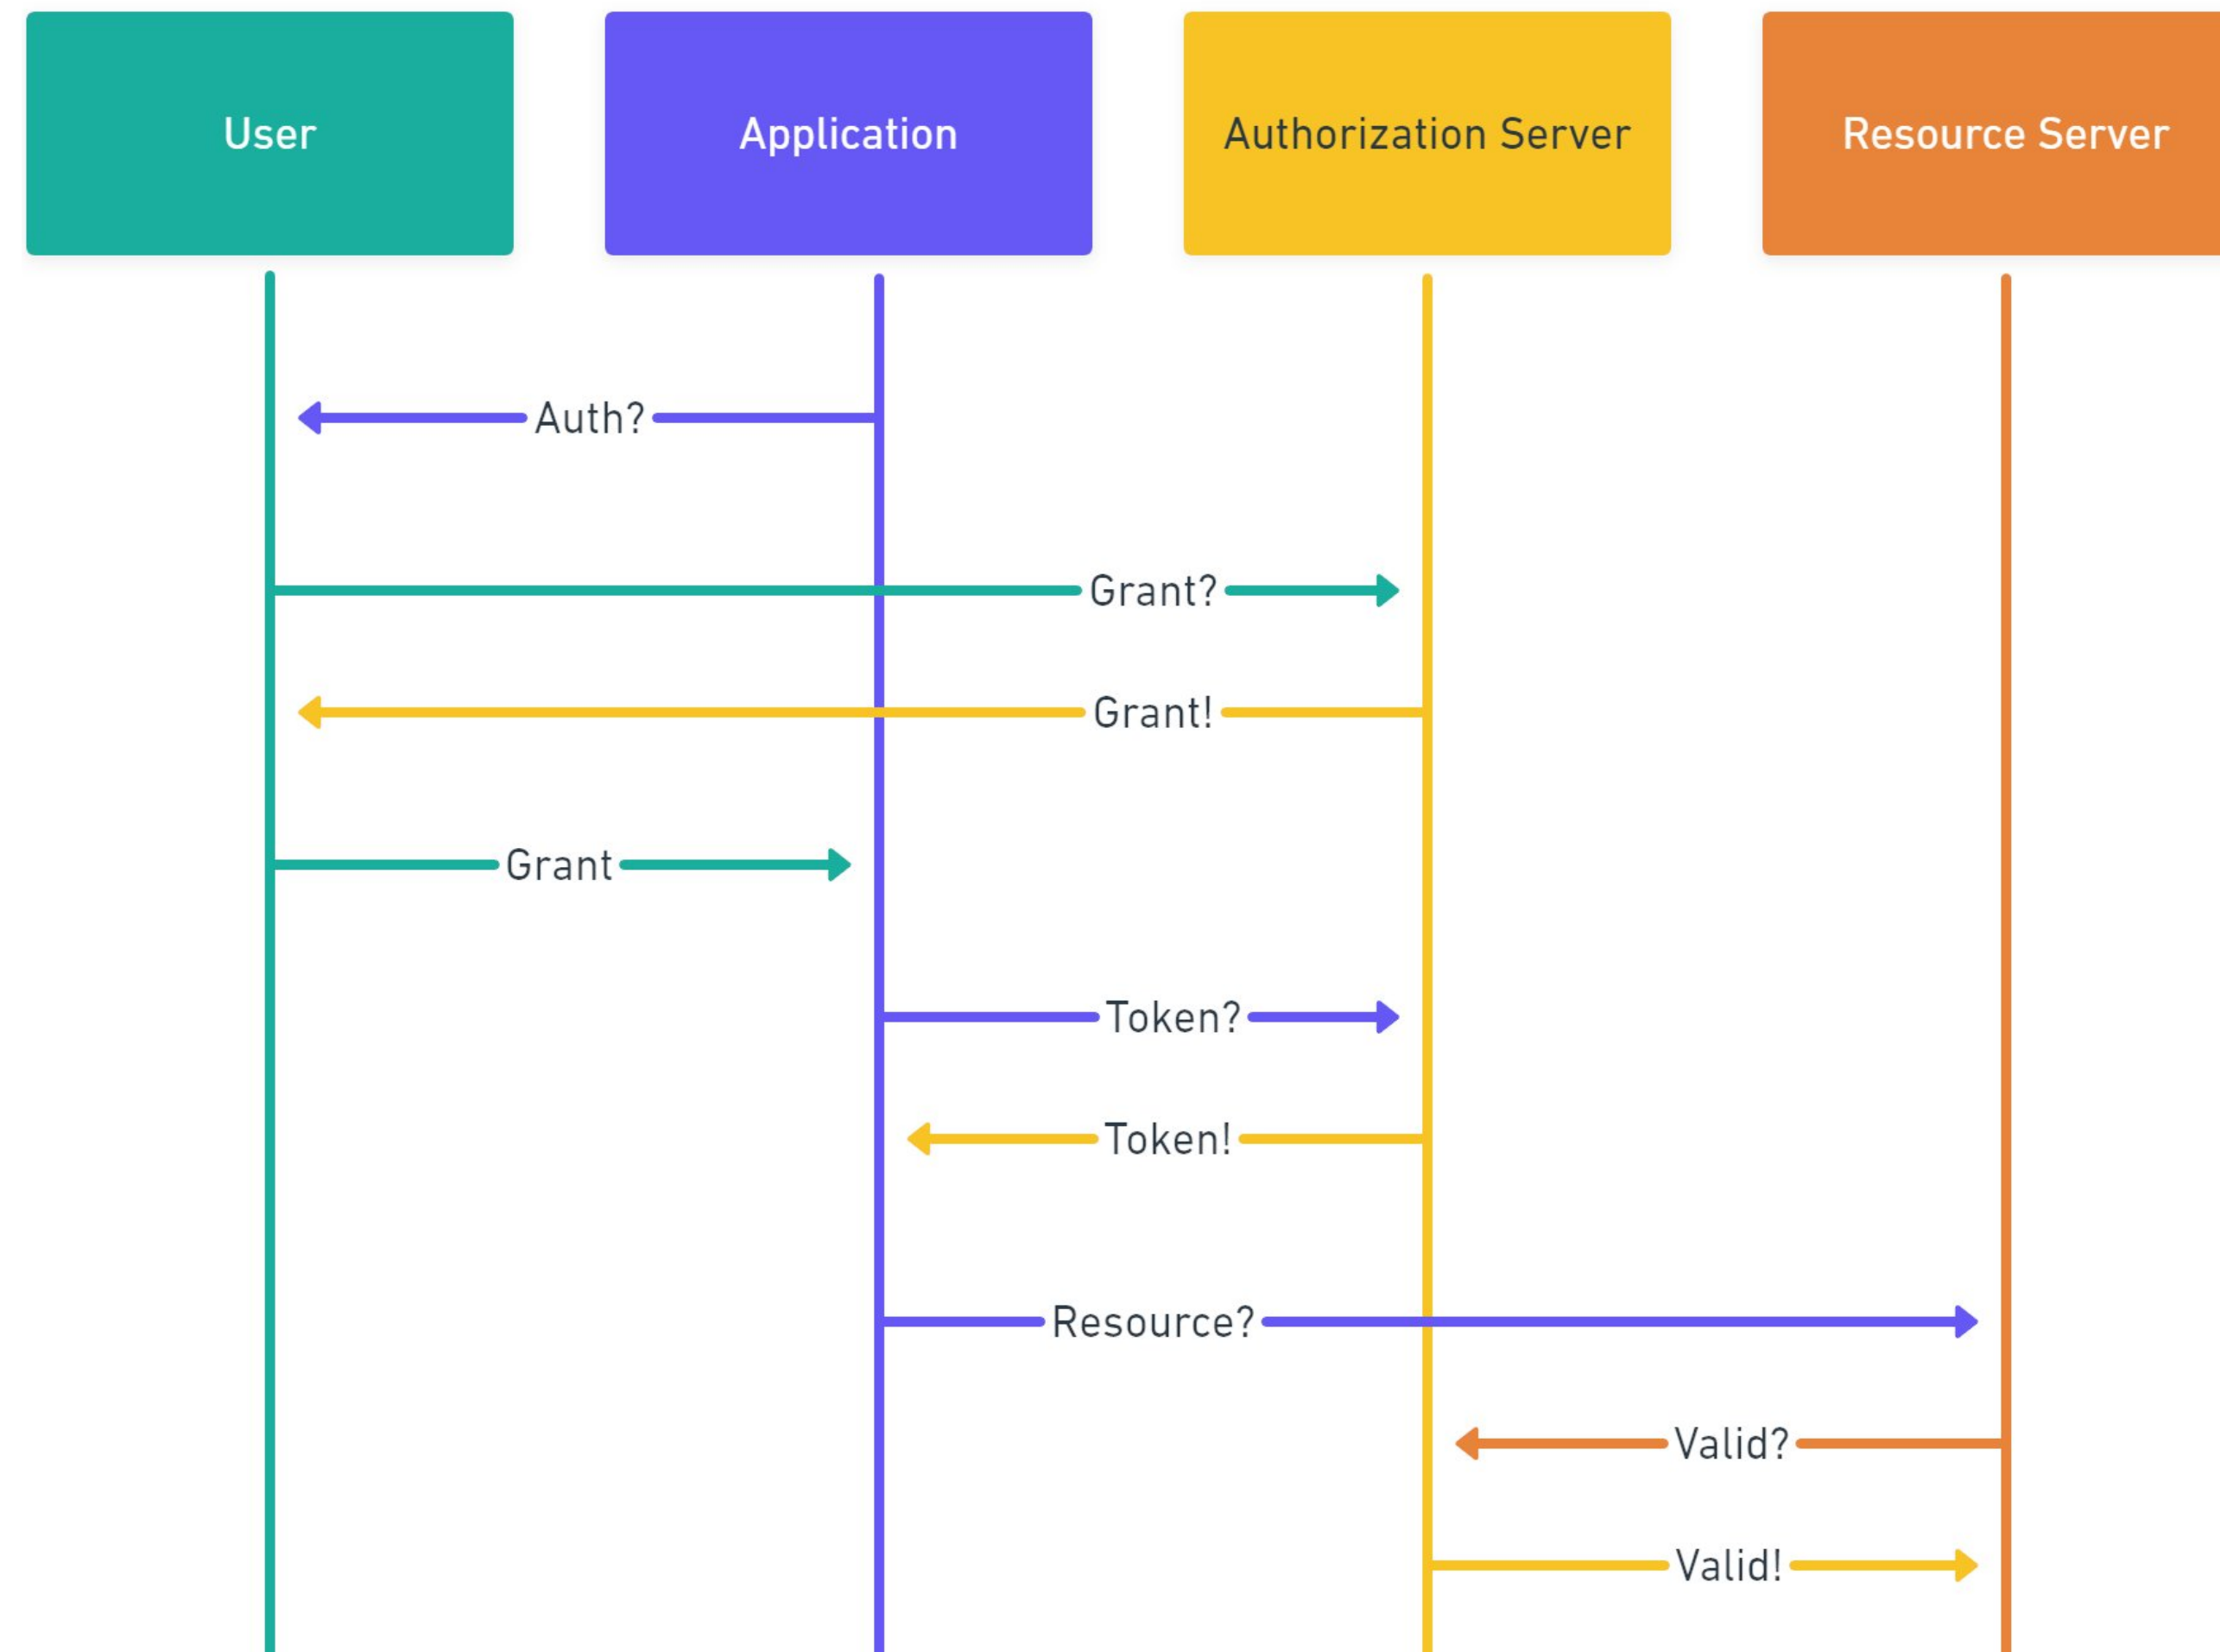 User
Application
Authorization Server
Resource Server
Auth?
Grant?
Grant!
Grant
Token?
Token!
Resource?
Valid?
Valid!